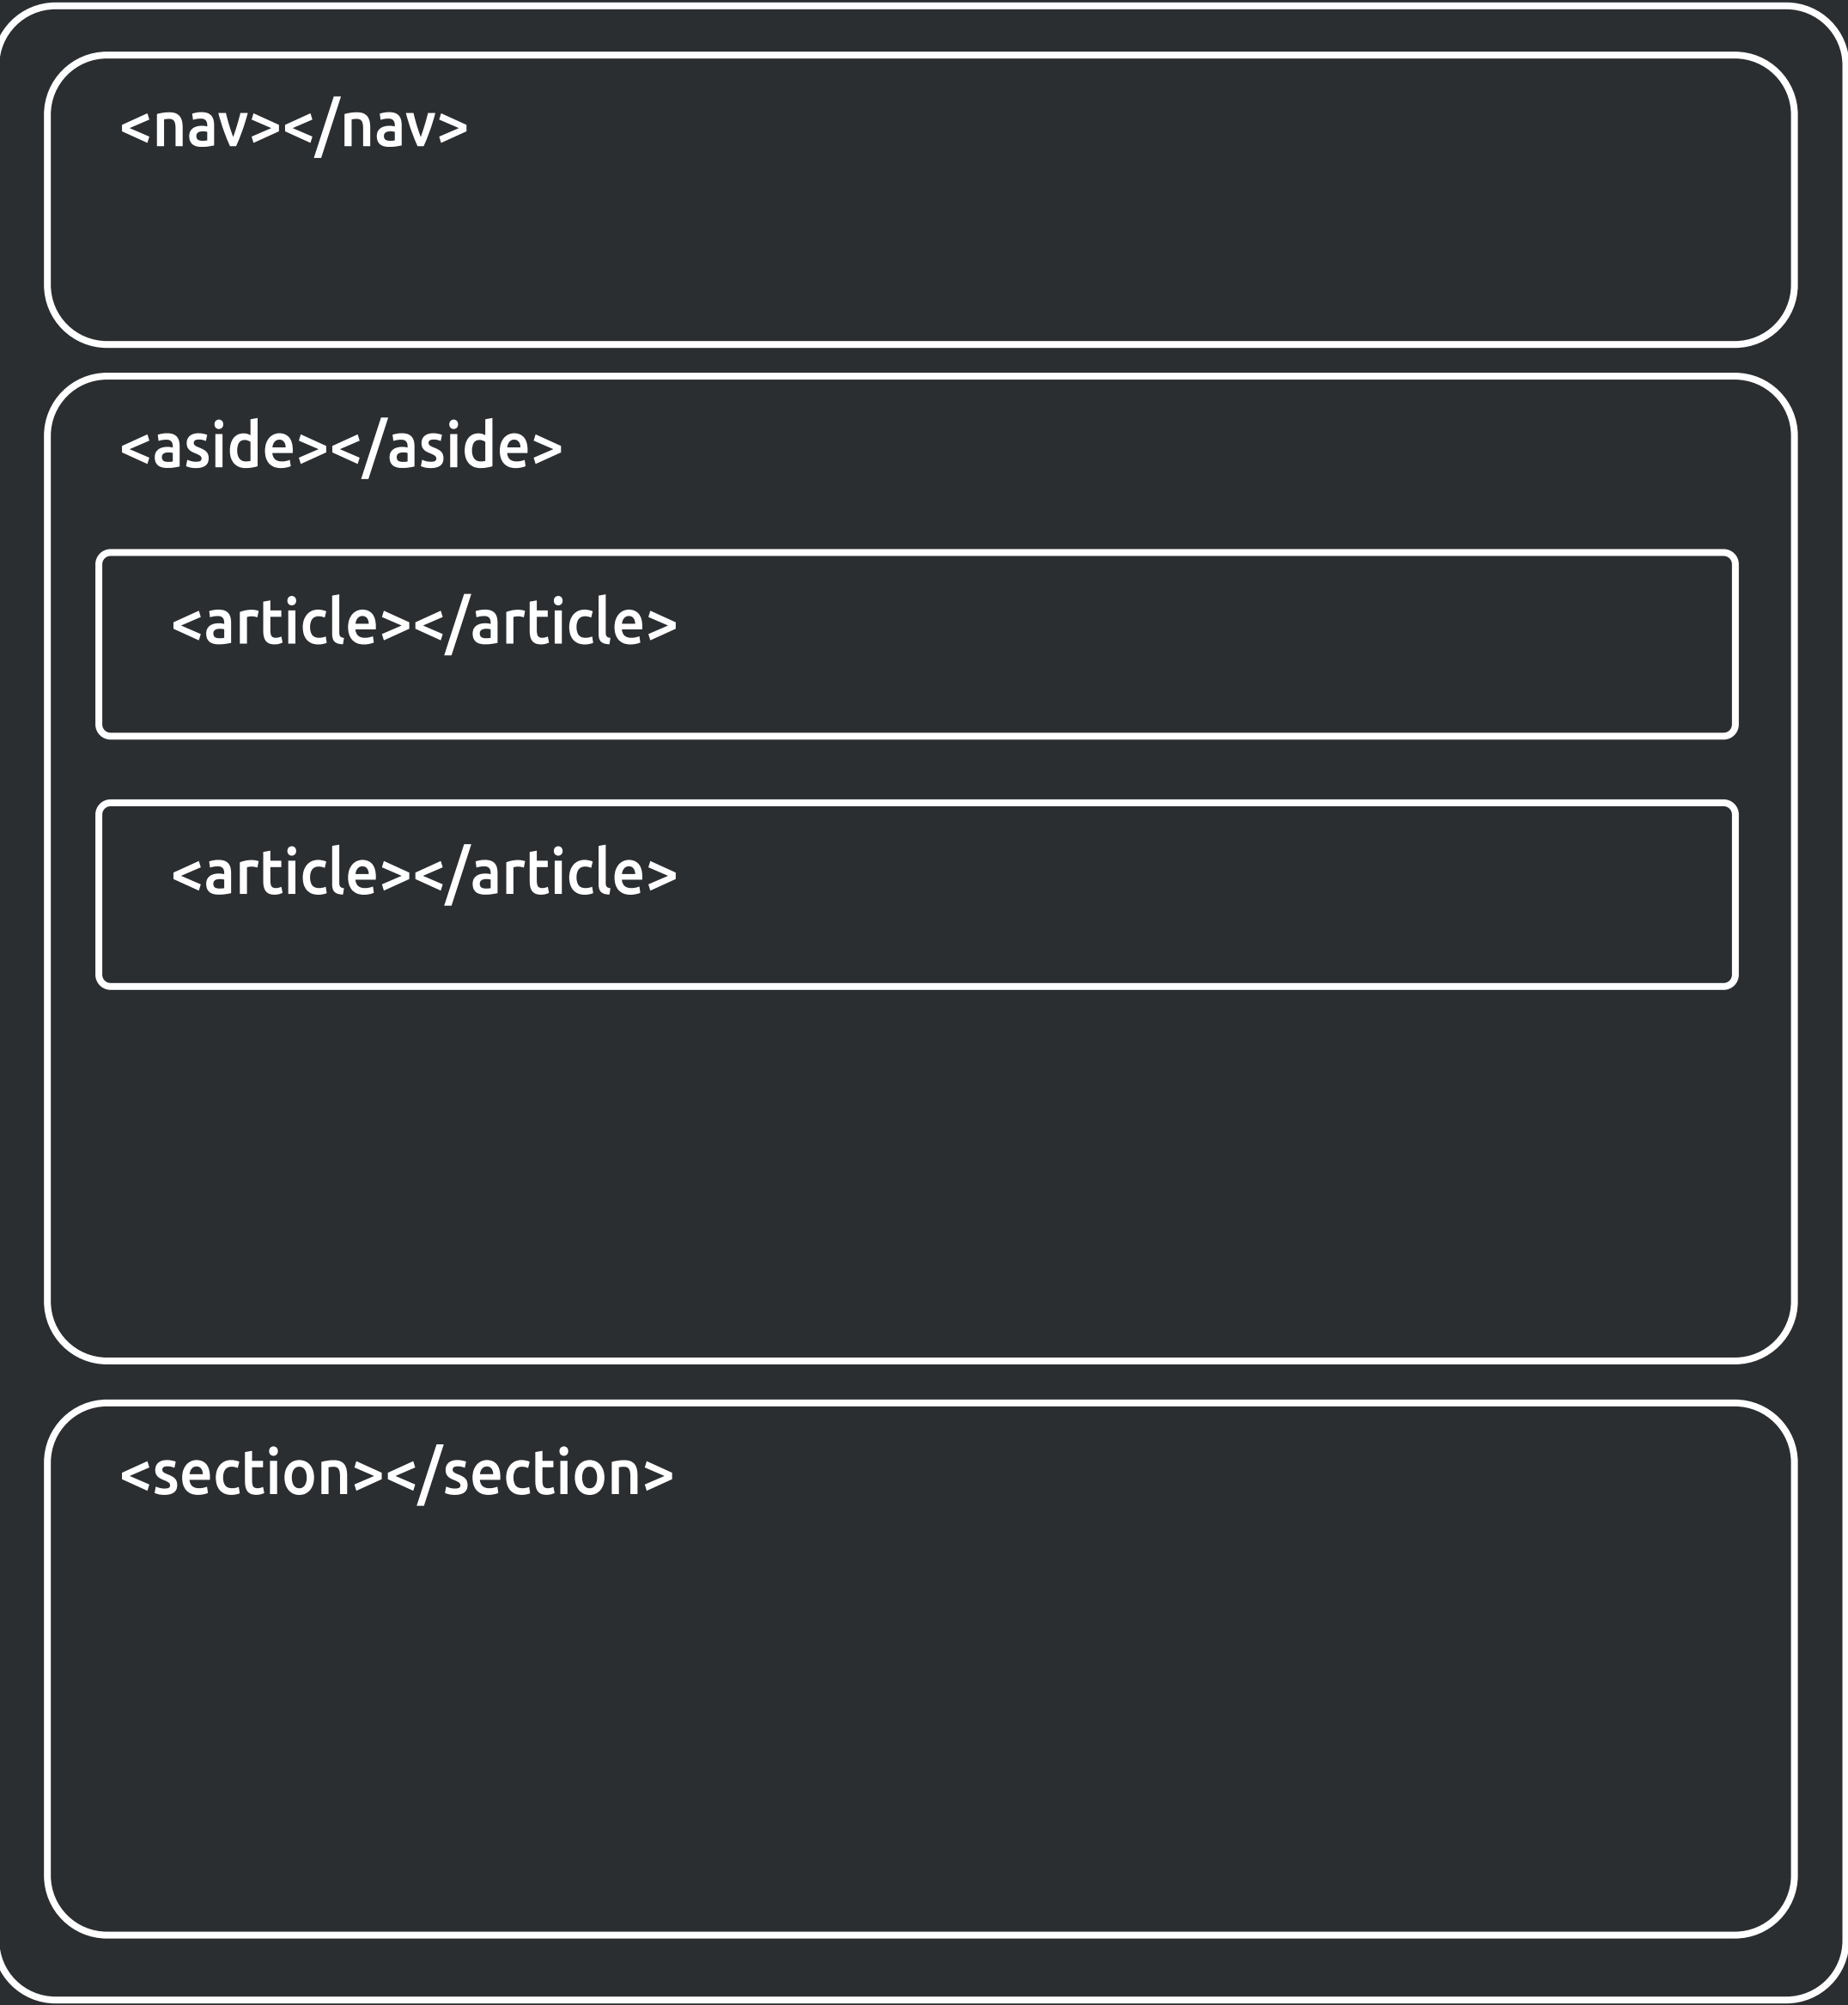 <nav></nav>
<aside></aside>
<article></article>
<article></article>
<section></section>